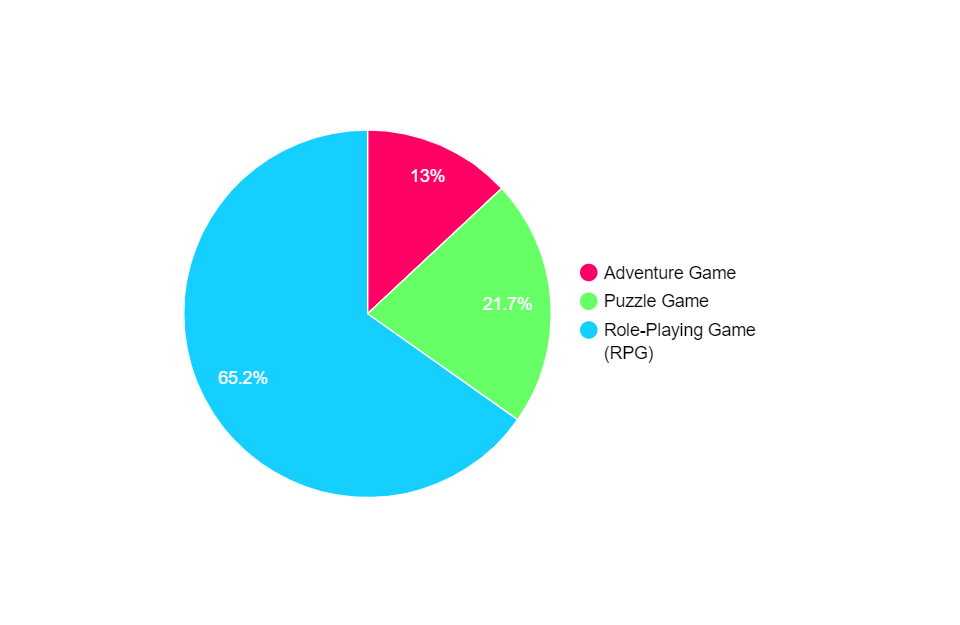 13%
21.7%
65.2%
Adventure Game
Puzzle Game
Role-Playing Game
(RPG)